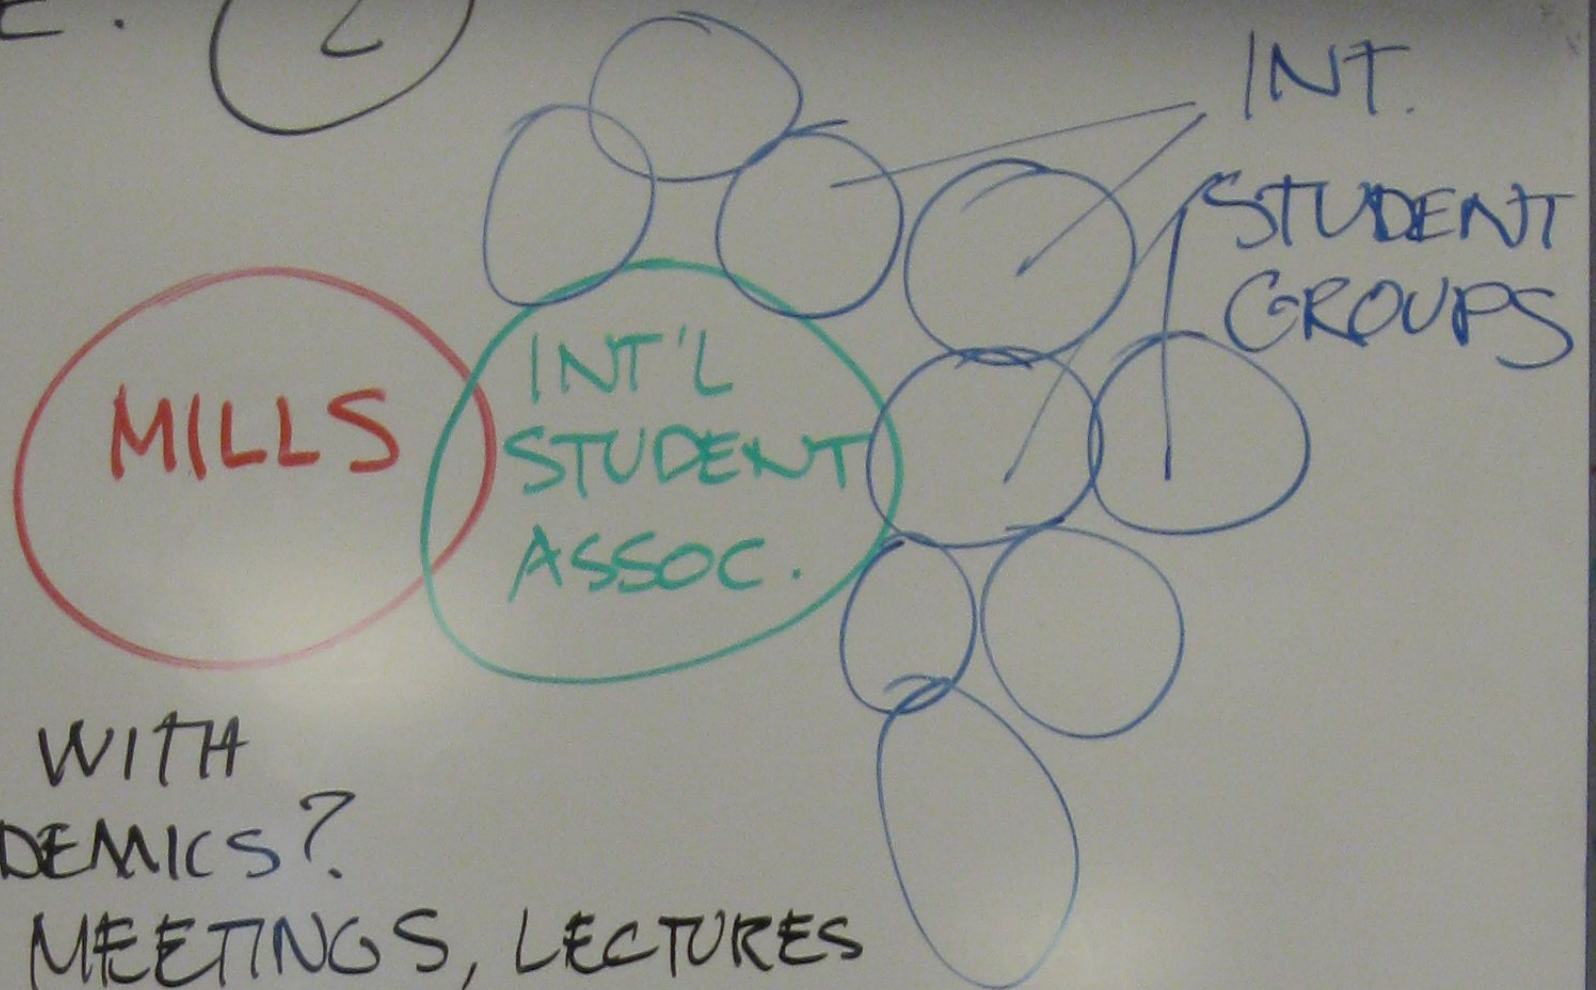 INT.
STUDENT
GROUPS
INT'L
STUDENT
ASSOC.
MILLS
WITH
DEMICS?
MEETINGS, LECTURES